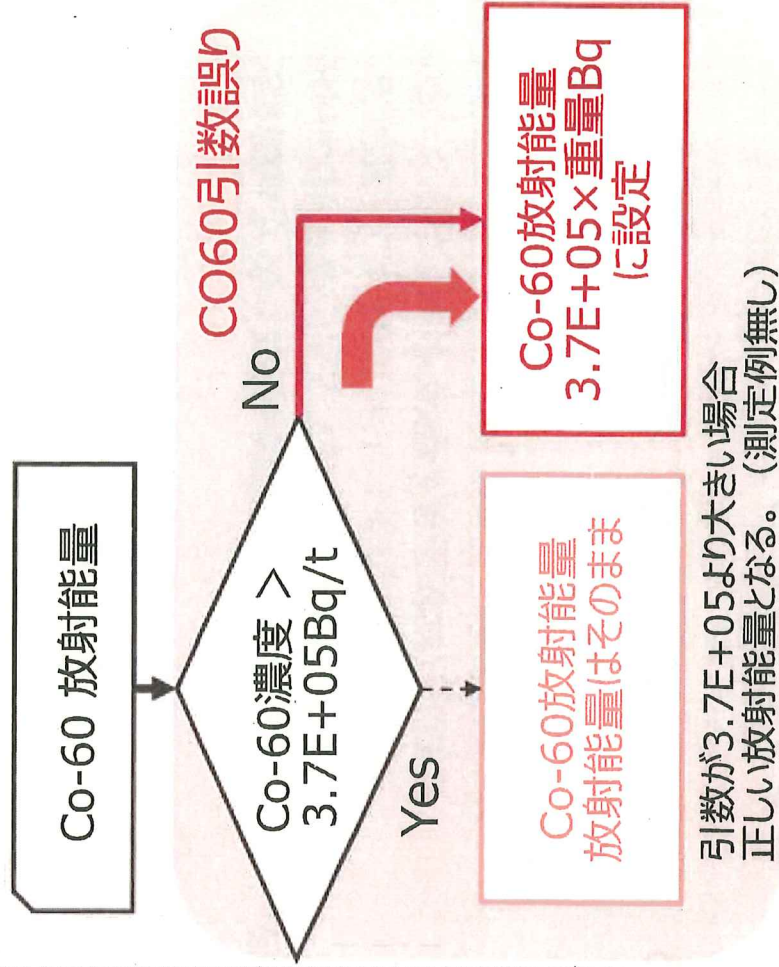 Co-60 放射能量
Co-60濃度 >
3.7E+05Bq/t
No
CO60引数誤り
Yes
Co-60放射能量
放射能量はそのまま
Co-60放射能量
3.7E+05×重量Bq
に設定
引数が3.7E+05より大きい場合
正しい放射能量となる。（測定例無し）